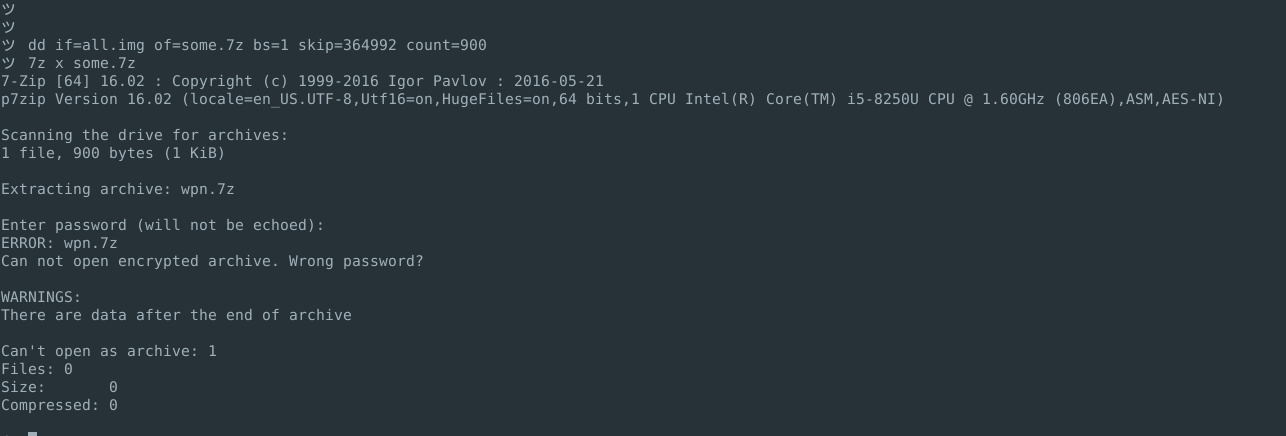 ツ
ツ
ツ dd if=all.img of=some.7z bs=1 skip=364992 count=900
ツ 7z x some.7z
7-Zip [64] 16.02 : Copyright (c) 1999-2016 Igor Pavlov : 2016-05-21
p7zip Version 16.02 (locale=en_US.UTF-8,Utf16=on,HugeFiles=on,64 bits,1 CPU Intel(R) Core(TM) i5-8250U CPU @ 1.60GHz (806EA),ASM,AES-NI)
Scanning the drive for archives:
1 file, 900 bytes (1 KiB)
Extracting archive: wpn.7z
Enter password (will not be echoed):
ERROR: wpn.7z
Can not open encrypted archive. Wrong password?
WARNINGS:
There are data after the end of archive
Can't open as archive: 1
Files: 0
Size:       0
Compressed: 0